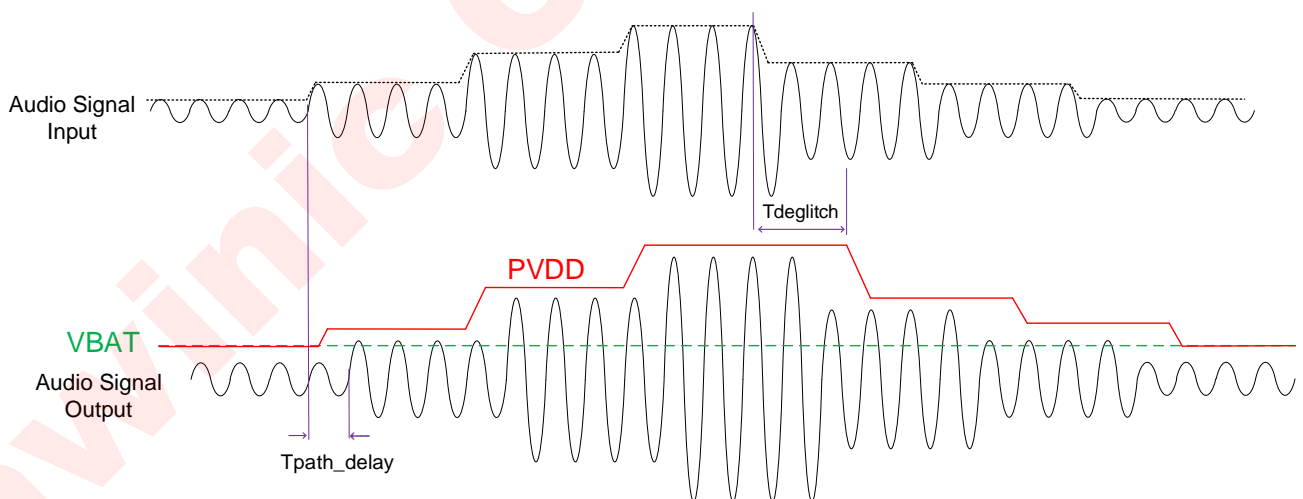 Audio Signal
Input
Tdeglitch
PVDD
VBAT
Audio Signal
Output
Tpath_delay